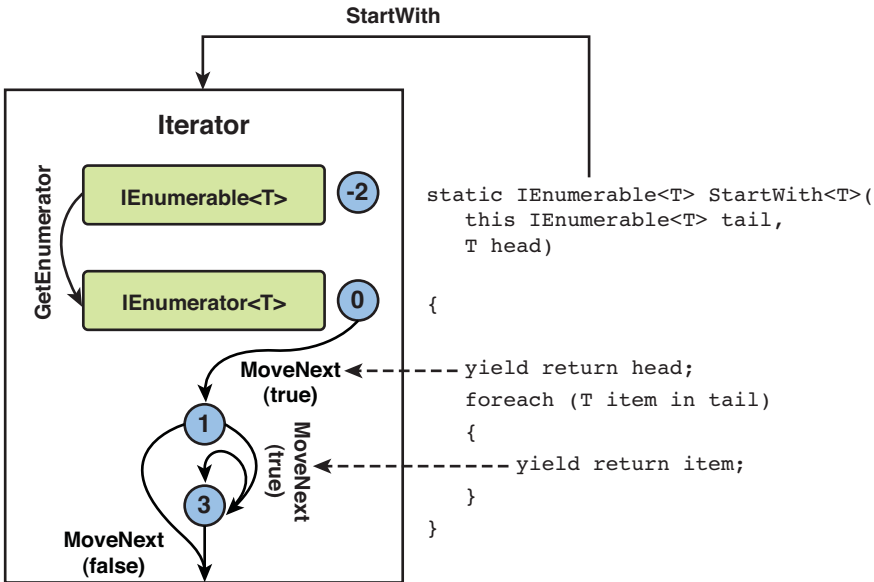 StartWith
Iterator
GetEnumerator
IEnumerable<T>
-2
IEnumerator<T>
0
MoveNext
(true)
1
MoveNext
(true)
3
MoveNext
(false)
static IEnumerable<T> StartWith<T>(
this IEnumerable<T> tail,
T head)
{
yield return head;
foreach (T item in tail)
{
yield return item;
}
}